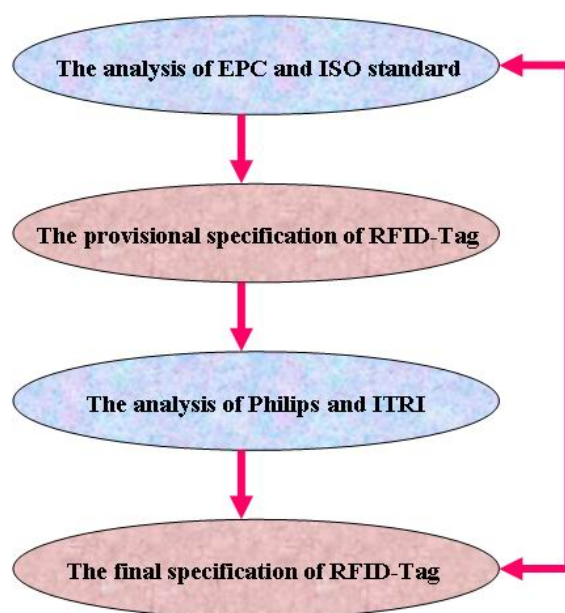 The analysis of EPC and ISO standard
The provisional specification of RFID-Tag
The analysis of Philips and ITRI
The final specification of RFID-Tag